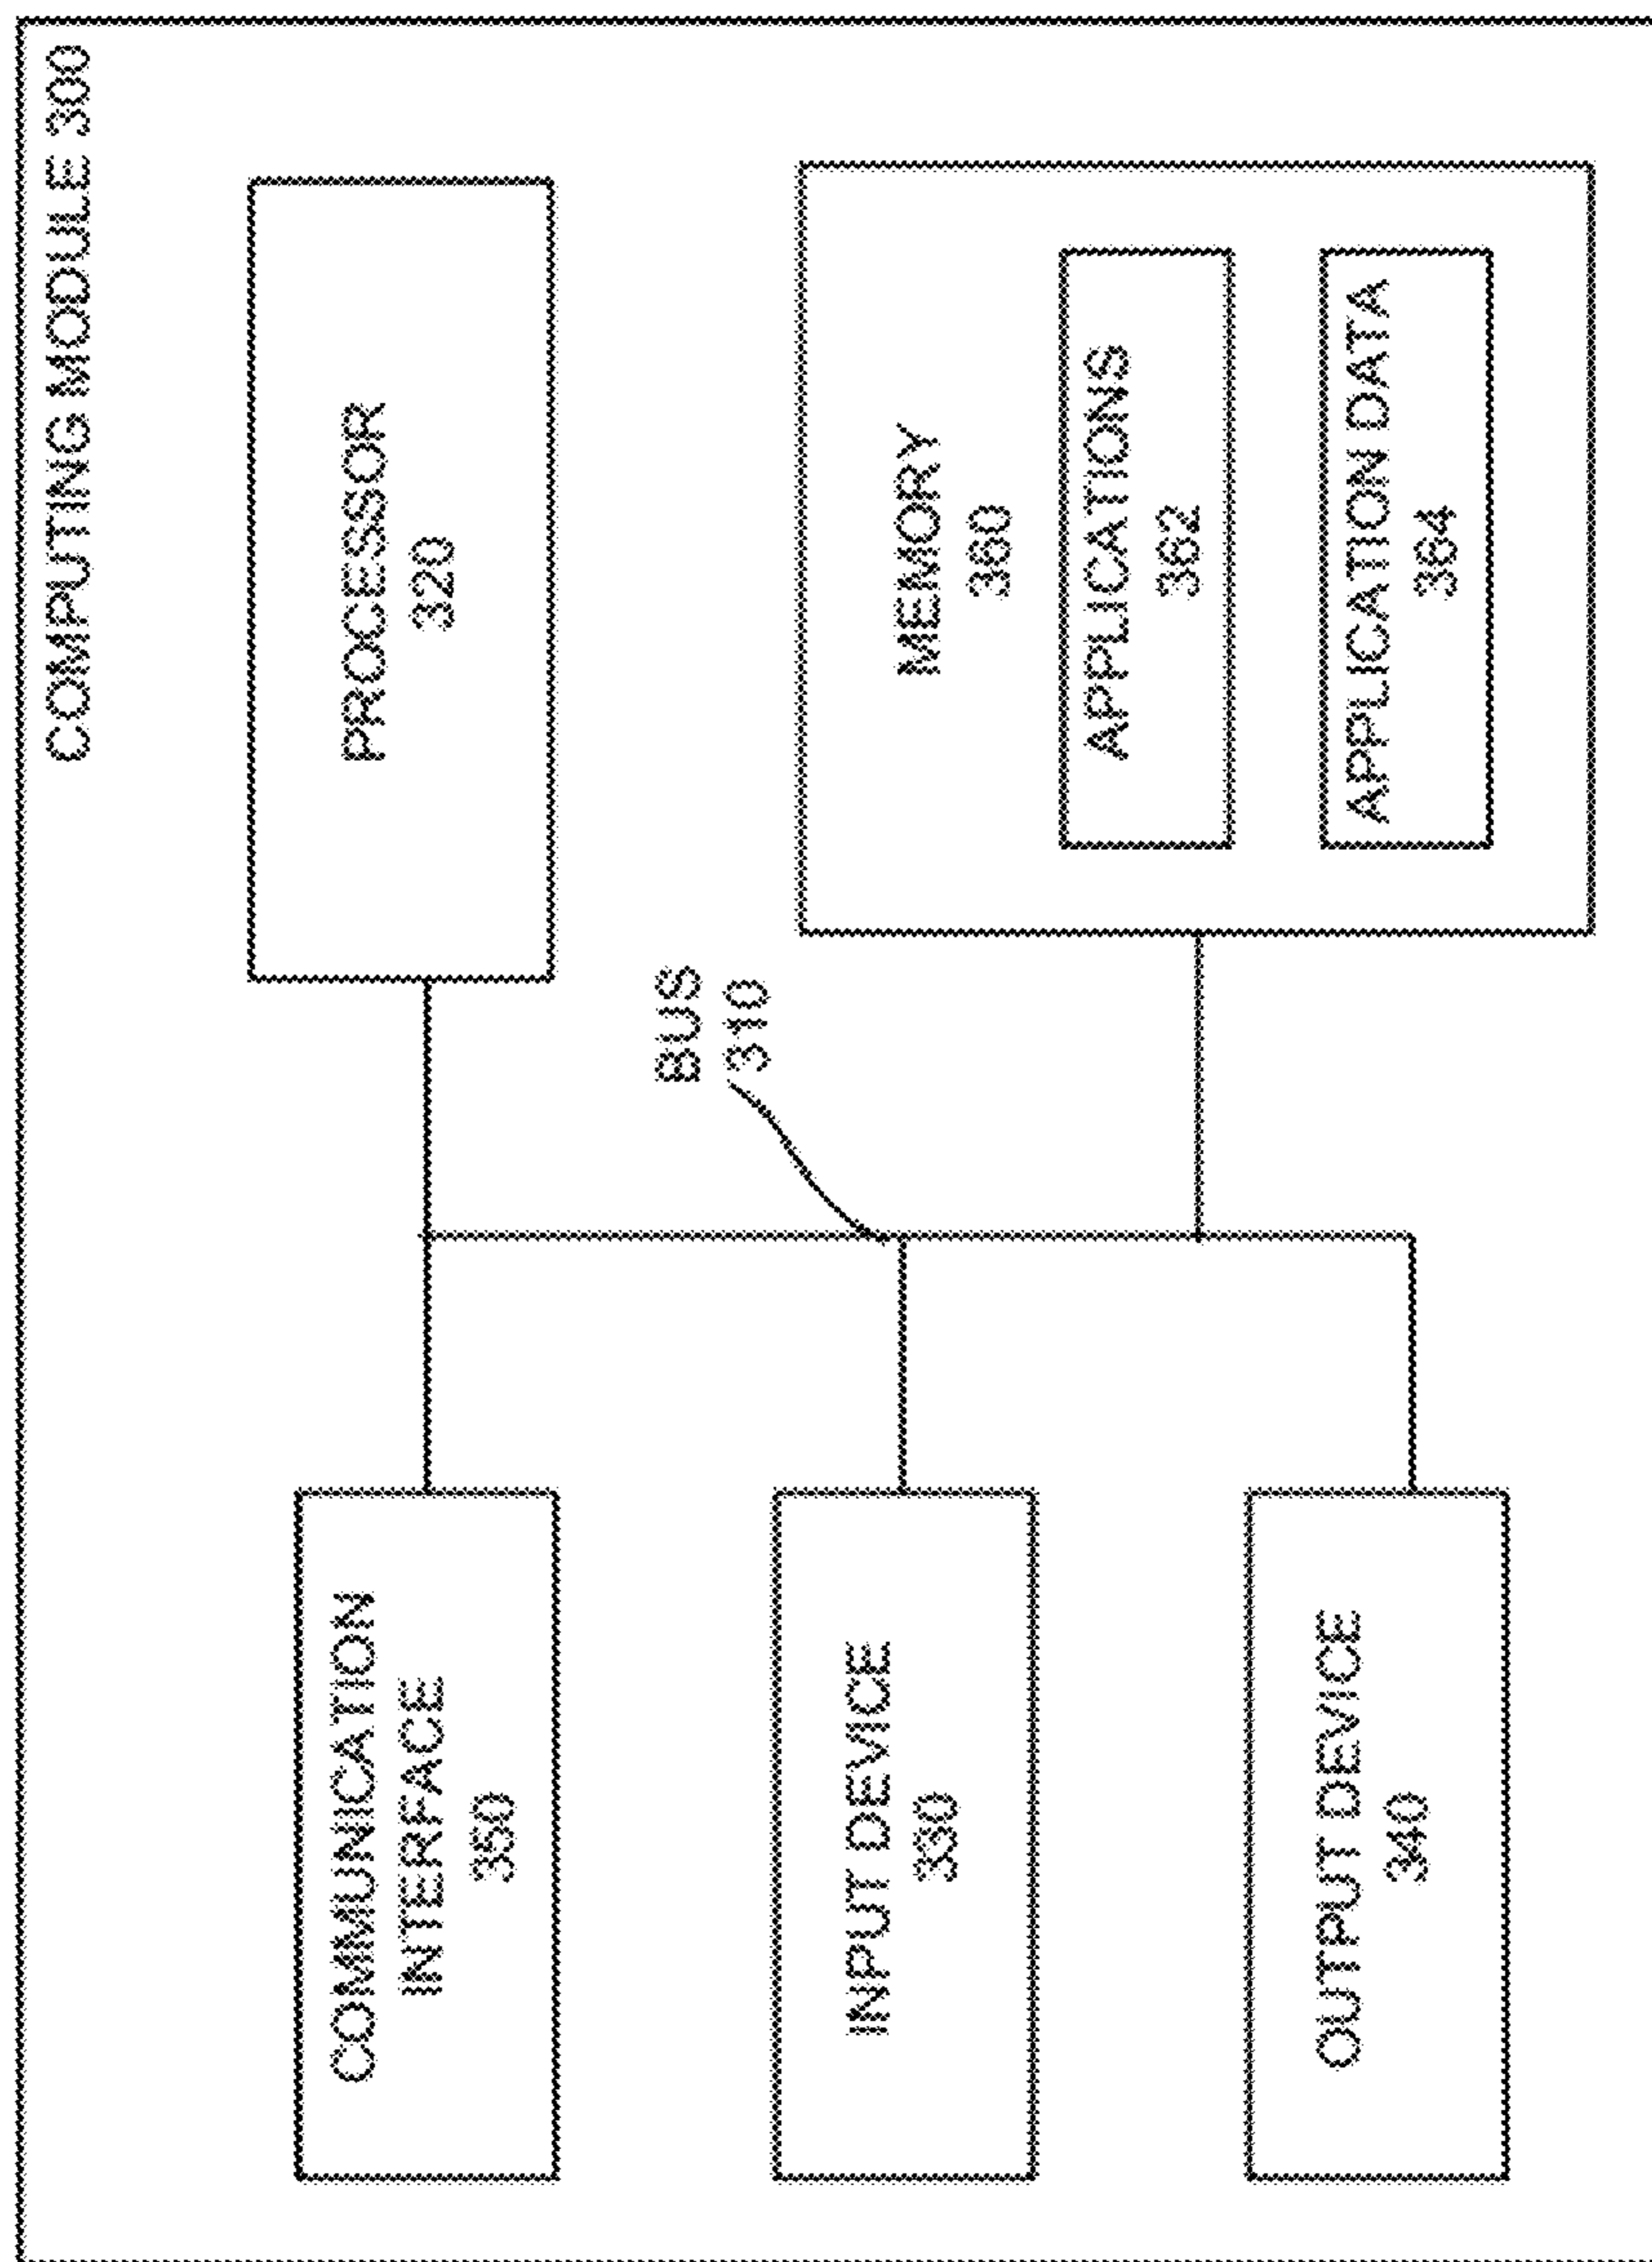 COMPUTING MODULE 300
COMMUNICATION
INTERFACE
350
PROCESSOR
320
BUS
310
INPUT DEVICE
330
MEMORY
360
APPLICATIONS
362
OUTPUT DEVICE
340
APPLICATION DATA
364